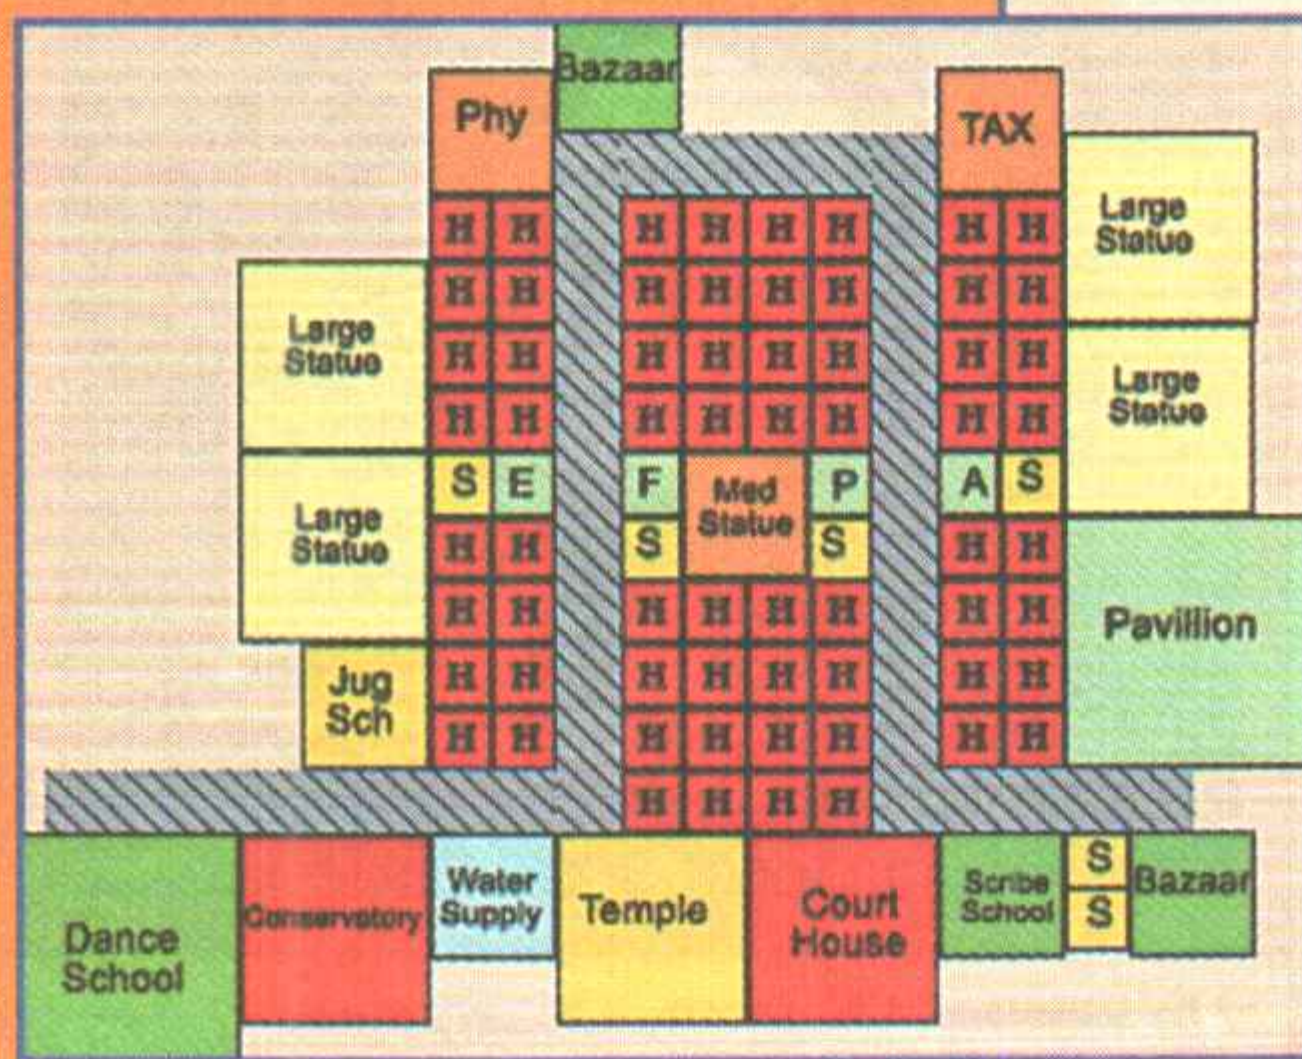 Bazaar
Phy
TAX
H H H H H H H H
Large
Statue
H H H H H H H H
Large
Statue
H H H H H H H H
Large
Statue
H H H H H H H H
S E F Med
Statue P A S
Large
Statue
S S
H H H H
Pavillion
H H H H H H H H
Jug
Sch
H H H H H H H H
H H H H H H H H
H H H H
Dance
School
Conservatory
Water
Supply
Temple
Court
House
Scribe
School
S
S
Bazaar